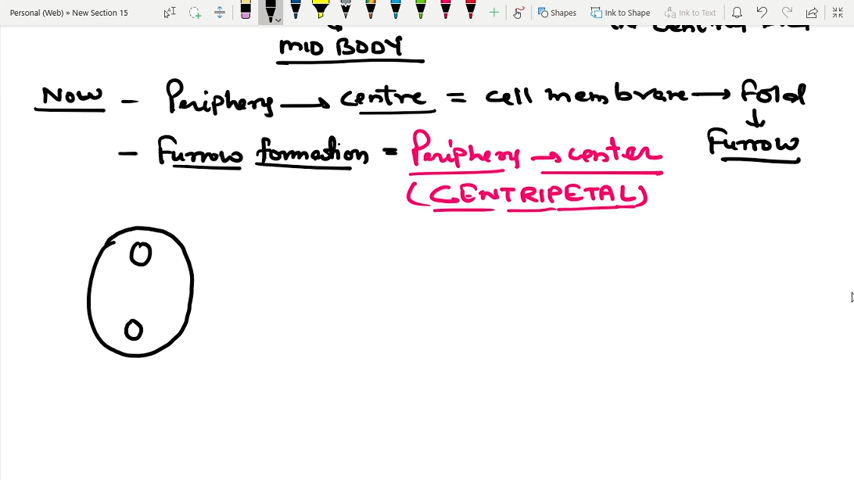 Personal (Web) » New Section 15
Shapes
Ink to Shape
Ink to Text
MID BODY
Now - Periphery → centre = cell membrane → fold
↓
Furrow
- Furrow formation = Periphery → center
(CENTRIPETAL)